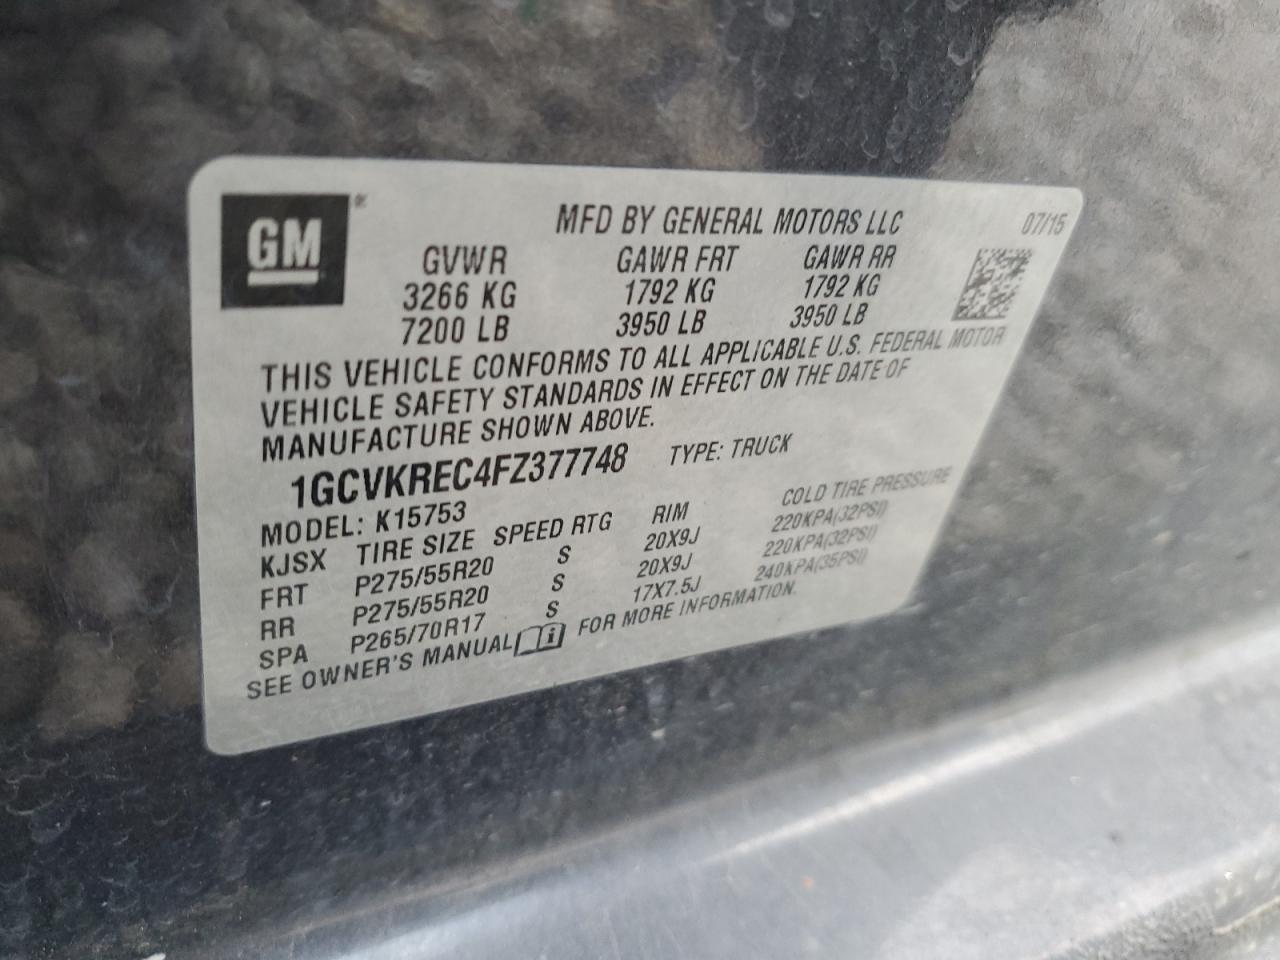 GM ®
MFD BY GENERAL MOTORS LLC 07/15
GVWR GAWR FRT GAWR RR
3266 KG 1792 KG 1792 KG
7200 LB 3950 LB 3950 LB
THIS VEHICLE CONFORMS TO ALL APPLICABLE U.S. FEDERAL MOTOR
VEHICLE SAFETY STANDARDS IN EFFECT ON THE DATE OF
MANUFACTURE SHOWN ABOVE.
1GCVKREC4FZ377748 TYPE: TRUCK
MODEL: K15753
KJSX TIRE SIZE SPEED RTG RIM COLD TIRE PRESSURE
FRT P275/55R20 S 20X9J 220KPA(32PSI)
RR P275/55R20 S 20X9J 220KPA(32PSI)
SPA P265/70R17 S 17X7.5J 240KPA(35PSI)
SEE OWNER'S MANUAL i FOR MORE INFORMATION.